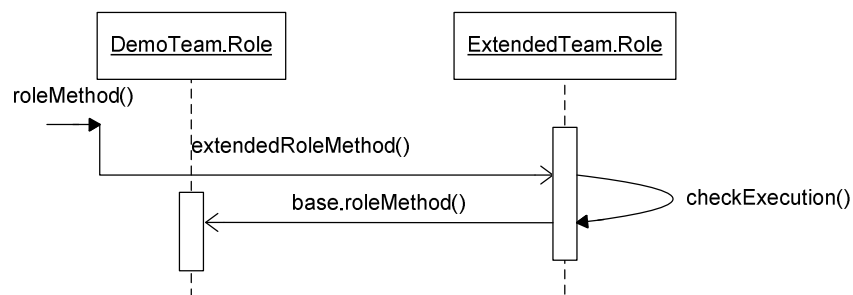 DemoTeam.Role
ExtendedTeam.Role
roleMethod()
extendedRoleMethod()
base.roleMethod()
checkExecution()